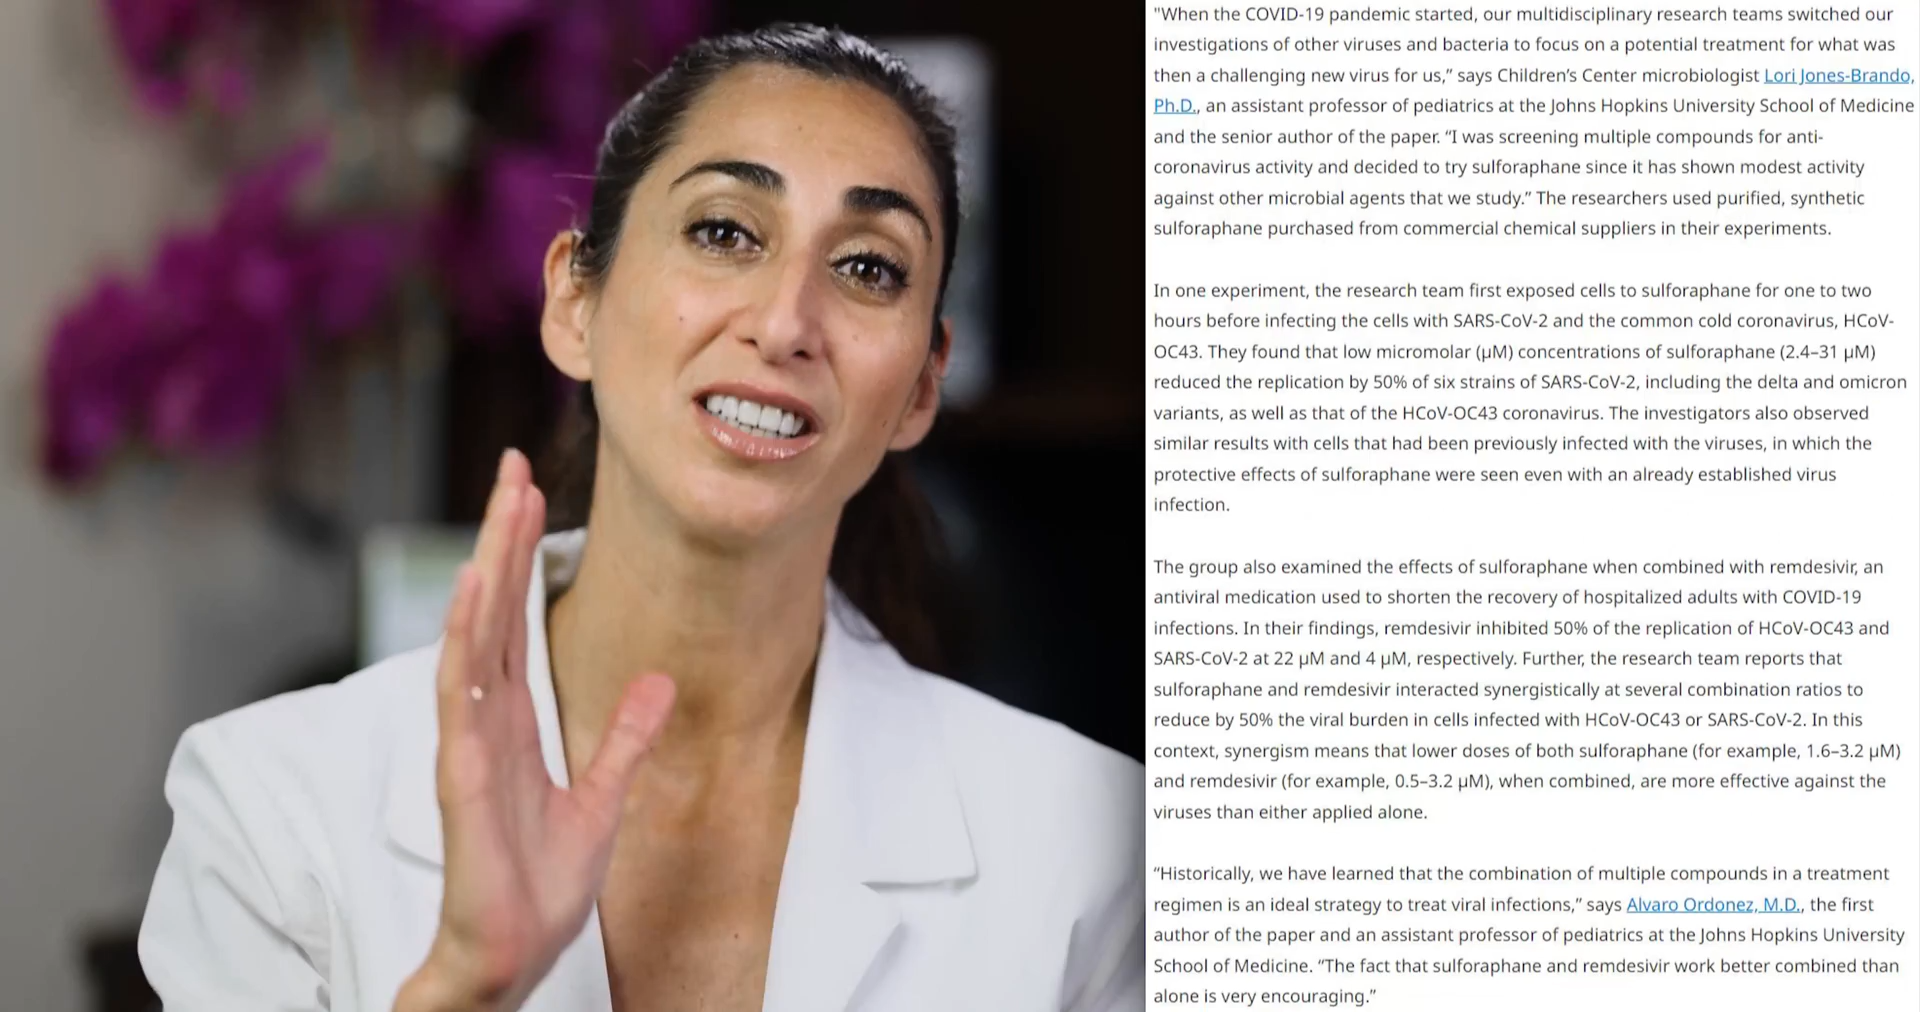 "When the COVID-19 pandemic started, our multidisciplinary research teams switched our
investigations of other viruses and bacteria to focus on a potential treatment for what was
then a challenging new virus for us,” says Children’s Center microbiologist Lori Jones-Brando,
Ph.D., an assistant professor of pediatrics at the Johns Hopkins University School of Medicine
and the senior author of the paper. “I was screening multiple compounds for anti-
coronavirus activity and decided to try sulforaphane since it has shown modest activity
against other microbial agents that we study.” The researchers used purified, synthetic
sulforaphane purchased from commercial chemical suppliers in their experiments.
In one experiment, the research team first exposed cells to sulforaphane for one to two
hours before infecting the cells with SARS-CoV-2 and the common cold coronavirus, HCoV-
OC43. They found that low micromolar (µM) concentrations of sulforaphane (2.4–31 µM)
reduced the replication by 50% of six strains of SARS-CoV-2, including the delta and omicron
variants, as well as that of the HCoV-OC43 coronavirus. The investigators also observed
similar results with cells that had been previously infected with the viruses, in which the
protective effects of sulforaphane were seen even with an already established virus
infection.
The group also examined the effects of sulforaphane when combined with remdesivir, an
antiviral medication used to shorten the recovery of hospitalized adults with COVID-19
infections. In their findings, remdesivir inhibited 50% of the replication of HCoV-OC43 and
SARS-CoV-2 at 22 µM and 4 µM, respectively. Further, the research team reports that
sulforaphane and remdesivir interacted synergistically at several combination ratios to
reduce by 50% the viral burden in cells infected with HCoV-OC43 or SARS-CoV-2. In this
context, synergism means that lower doses of both sulforaphane (for example, 1.6–3.2 µM)
and remdesivir (for example, 0.5–3.2 µM), when combined, are more effective against the
viruses than either applied alone.
“Historically, we have learned that the combination of multiple compounds in a treatment
regimen is an ideal strategy to treat viral infections,” says Alvaro Ordonez, M.D., the first
author of the paper and an assistant professor of pediatrics at the Johns Hopkins University
School of Medicine. “The fact that sulforaphane and remdesivir work better combined than
alone is very encouraging.”